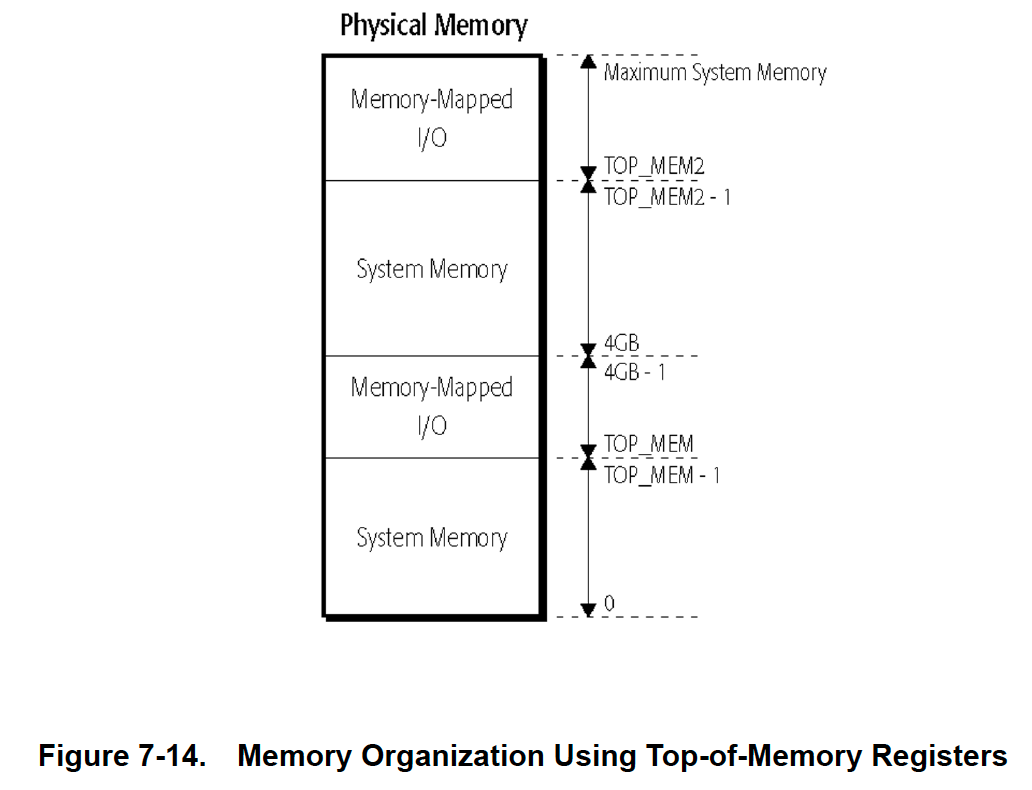 Physical Memory
Memory-Mapped
I/O
Maximum System Memory
TOP_MEM2
TOP_MEM2 - 1
System Memory
4GB
4GB - 1
Memory-Mapped
I/O
TOP_MEM
TOP_MEM - 1
System Memory
0
Figure 7-14. Memory Organization Using Top-of-Memory Registers